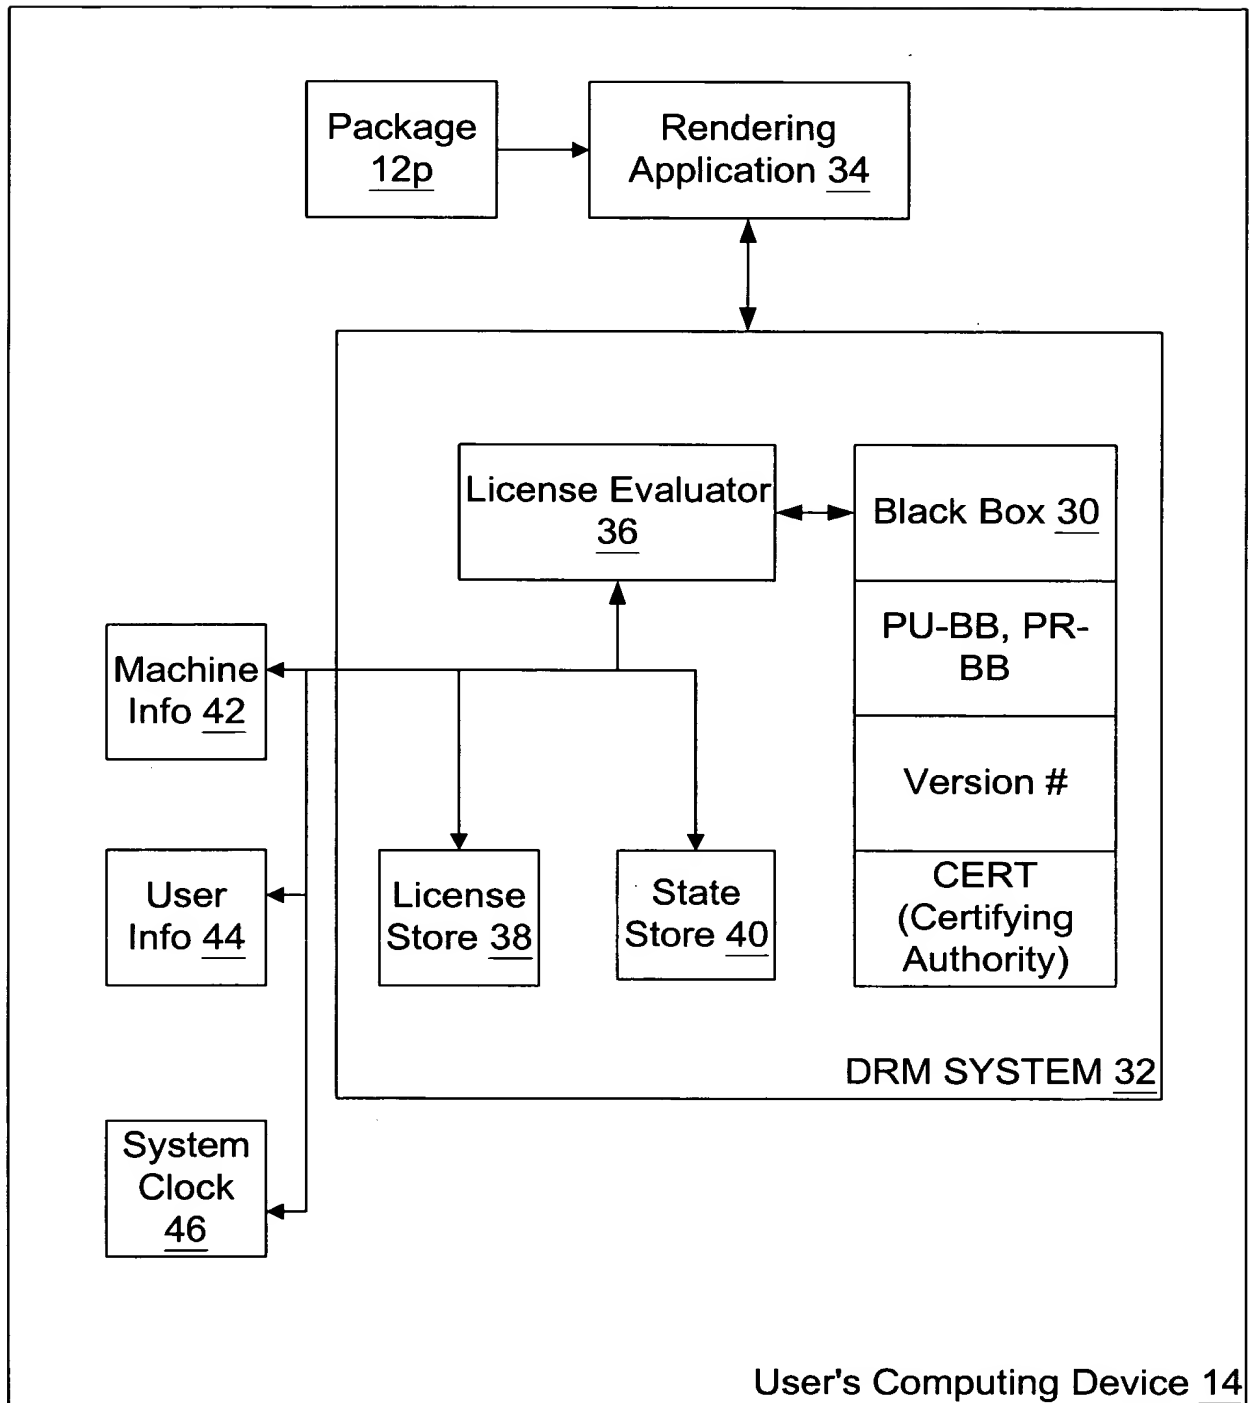 Package
12p
Rendering
Application 34
License Evaluator
36
Black Box 30
PU-BB, PR-
BB
Version #
CERT
(Certifying
Authority)
Machine
Info 42
User
Info 44
System
Clock
46
License
Store 38
State
Store 40
DRM SYSTEM 32
User's Computing Device 14